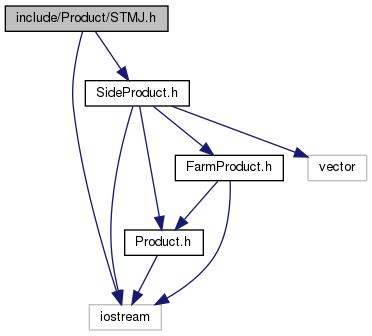 include/Product/STMJ.h
SideProduct.h
FarmProduct.h
vector
Product.h
iostream